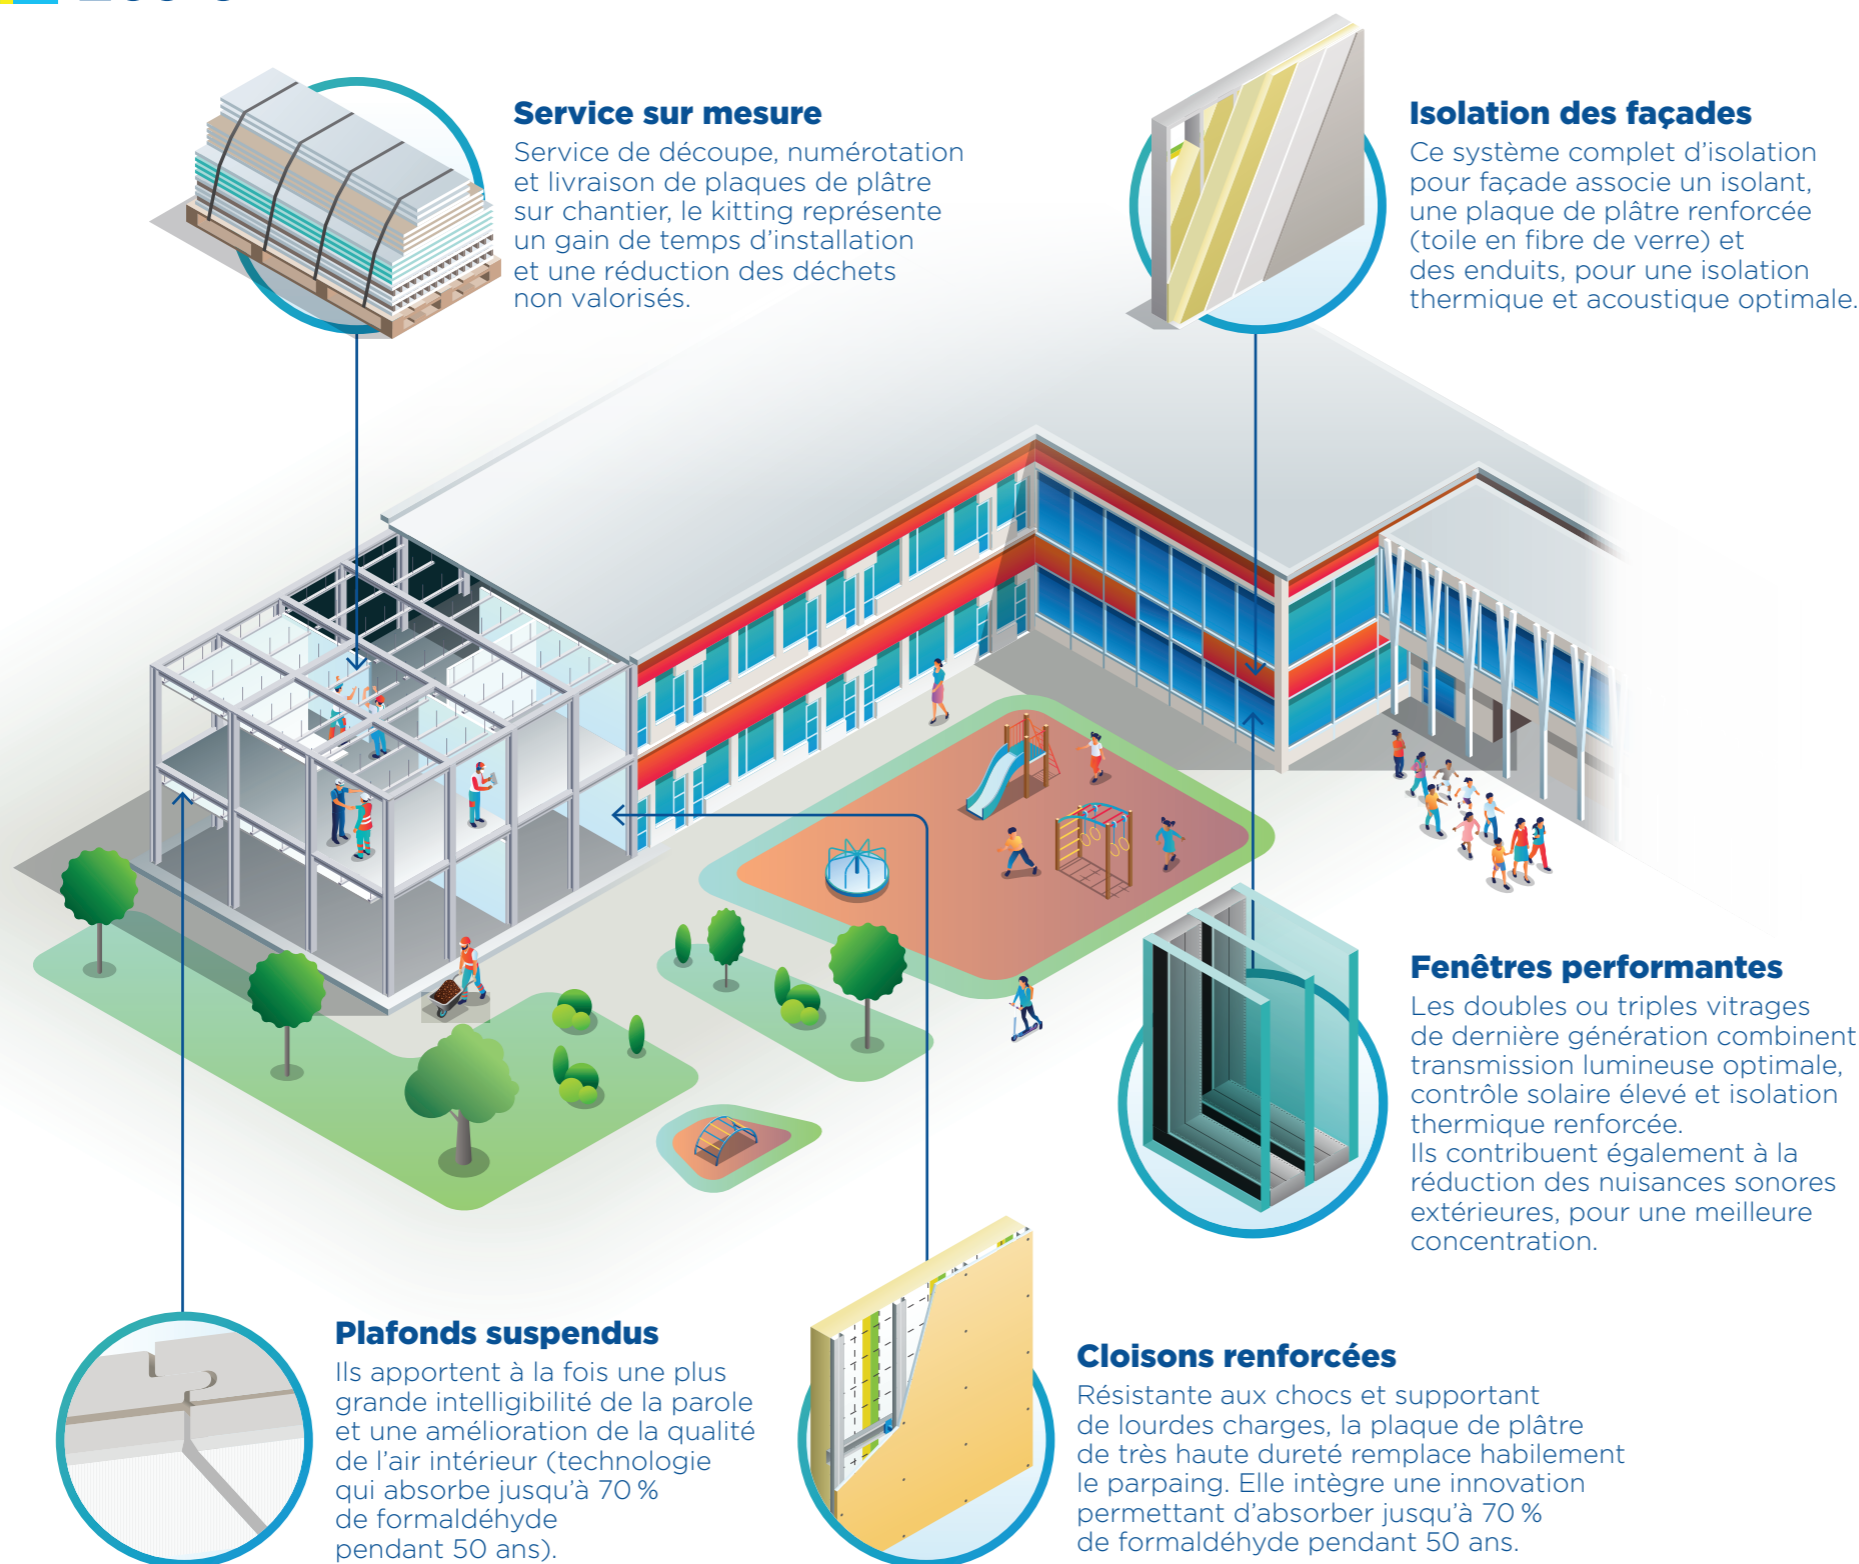 Service sur mesure
Service de découpe, numérotation
et livraison de plaques de plâtre
sur chantier, le kitting représente
un gain de temps d’installation
et une réduction des déchets
non valorisés.
Isolation des façades
Ce système complet d’isolation
pour façade associe un isolant,
une plaque de plâtre renforcée
(toile en fibre de verre) et
des enduits, pour une isolation
thermique et acoustique optimale.
Fenêtres performantes
Les doubles ou triples vitrages
de dernière génération combinent
transmission lumineuse optimale,
contrôle solaire élevé et isolation
thermique renforcée.
Ils contribuent également à la
réduction des nuisances sonores
extérieures, pour une meilleure
concentration.
Plafonds suspendus
Ils apportent à la fois une plus
grande intelligibilité de la parole
et une amélioration de la qualité
de l’air intérieur (technologie
qui absorbe jusqu’à 70 %
de formaldéhyde
pendant 50 ans).
Cloisons renforcées
Résistante aux chocs et supportant
de lourdes charges, la plaque de plâtre
de très haute dureté remplace habilement
le parpaing. Elle intègre une innovation
permettant d’absorber jusqu’à 70 %
de formaldéhyde pendant 50 ans.